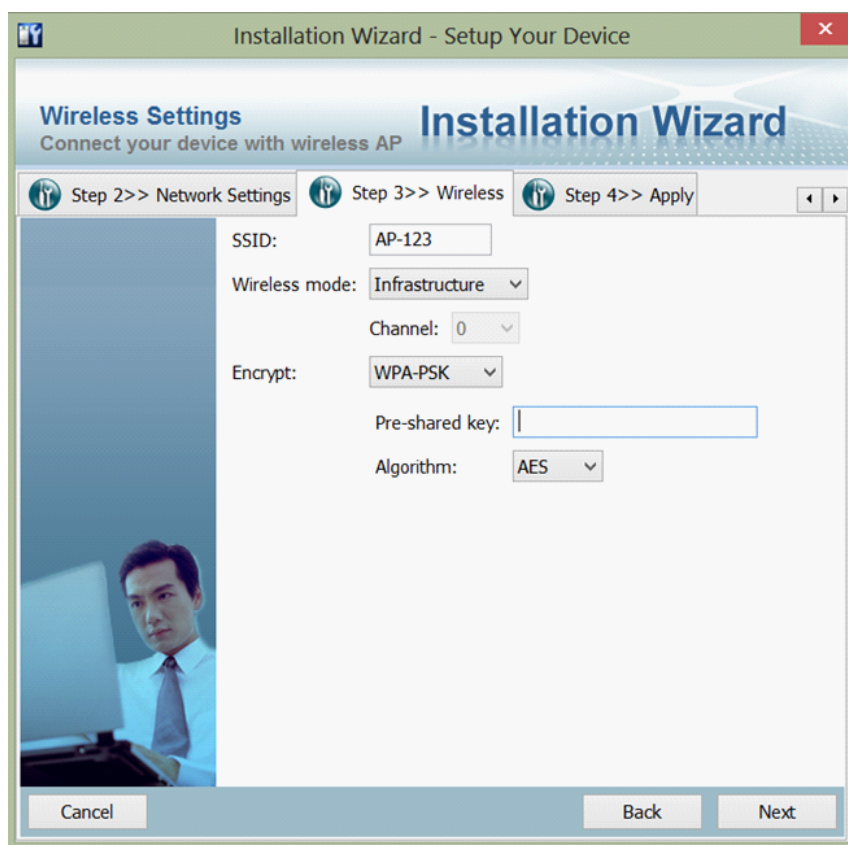 Installation Wizard - Setup Your Device
Wireless Settings
Connect your device with wireless AP
Installation Wizard
Step 2>> Network Settings
Step 3>> Wireless
Step 4>> Apply
SSID: AP-123
Wireless mode: Infrastructure
Channel: 0
Encrypt: WPA-PSK
Pre-shared key:
Algorithm: AES
Cancel Back Next